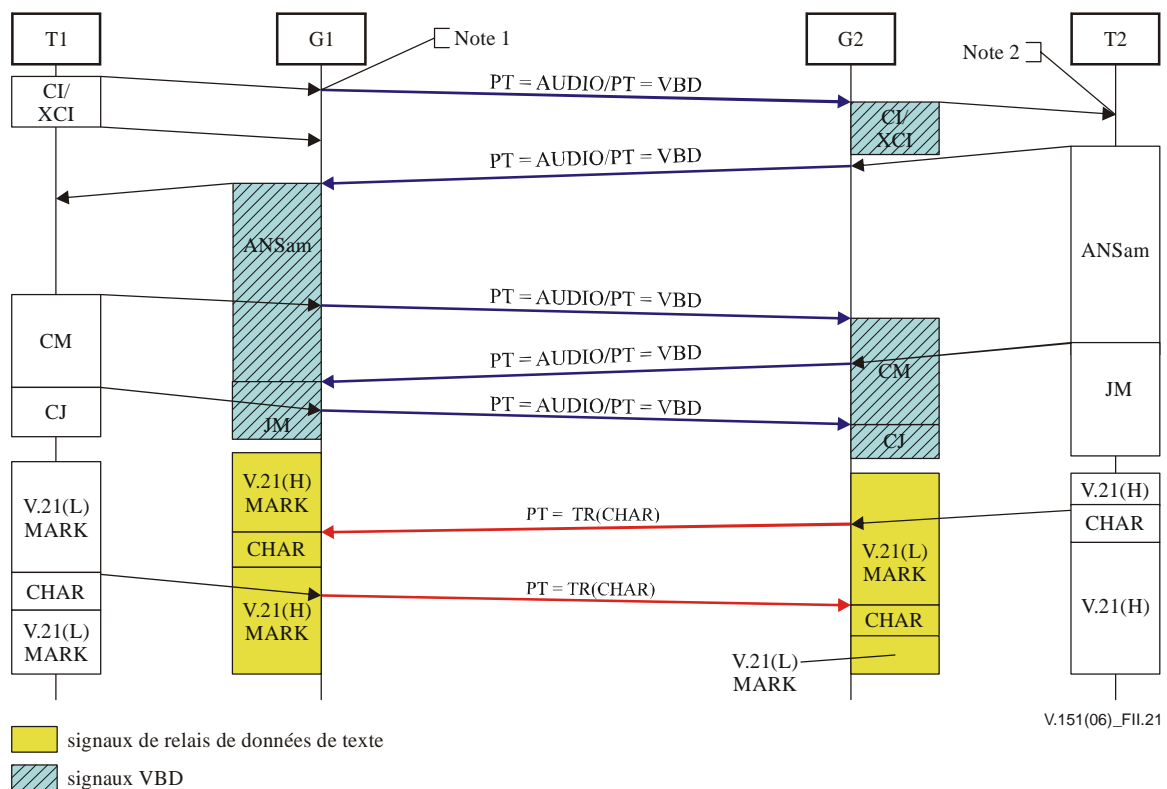 T1
G1
G2
T2
Note 1
Note 2
CI/
XCI
PT = AUDIO/PT = VBD
CI/
XCI
PT = AUDIO/PT = VBD
ANSam
ANSam
PT = AUDIO/PT = VBD
CM
PT = AUDIO/PT = VBD
CM
JM
CJ
PT = AUDIO/PT = VBD
JM
CJ
V.21(L)
MARK
V.21(H)
MARK
V.21(H)
PT = TR(CHAR)
CHAR
CHAR
V.21(L)
MARK
CHAR
PT = TR(CHAR)
V.21(H)
MARK
V.21(H)
CHAR
V.21(L)
MARK
V.21(L)
MARK
V.151(06)_FII.21
signaux de relais de données de texte
signaux VBD